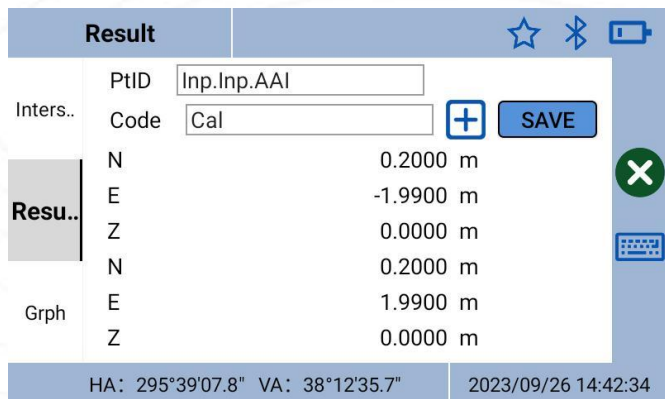 Result
PtID Inp.Inp.AAI
Inters..
Code Cal SAVE
N 0.2000 m
E -1.9900 m
Resu..
Z 0.0000 m
N 0.2000 m
E 1.9900 m
Grph
Z 0.0000 m
HA: 295°39'07.8" VA: 38°12'35.7" 2023/09/26 14:42:34